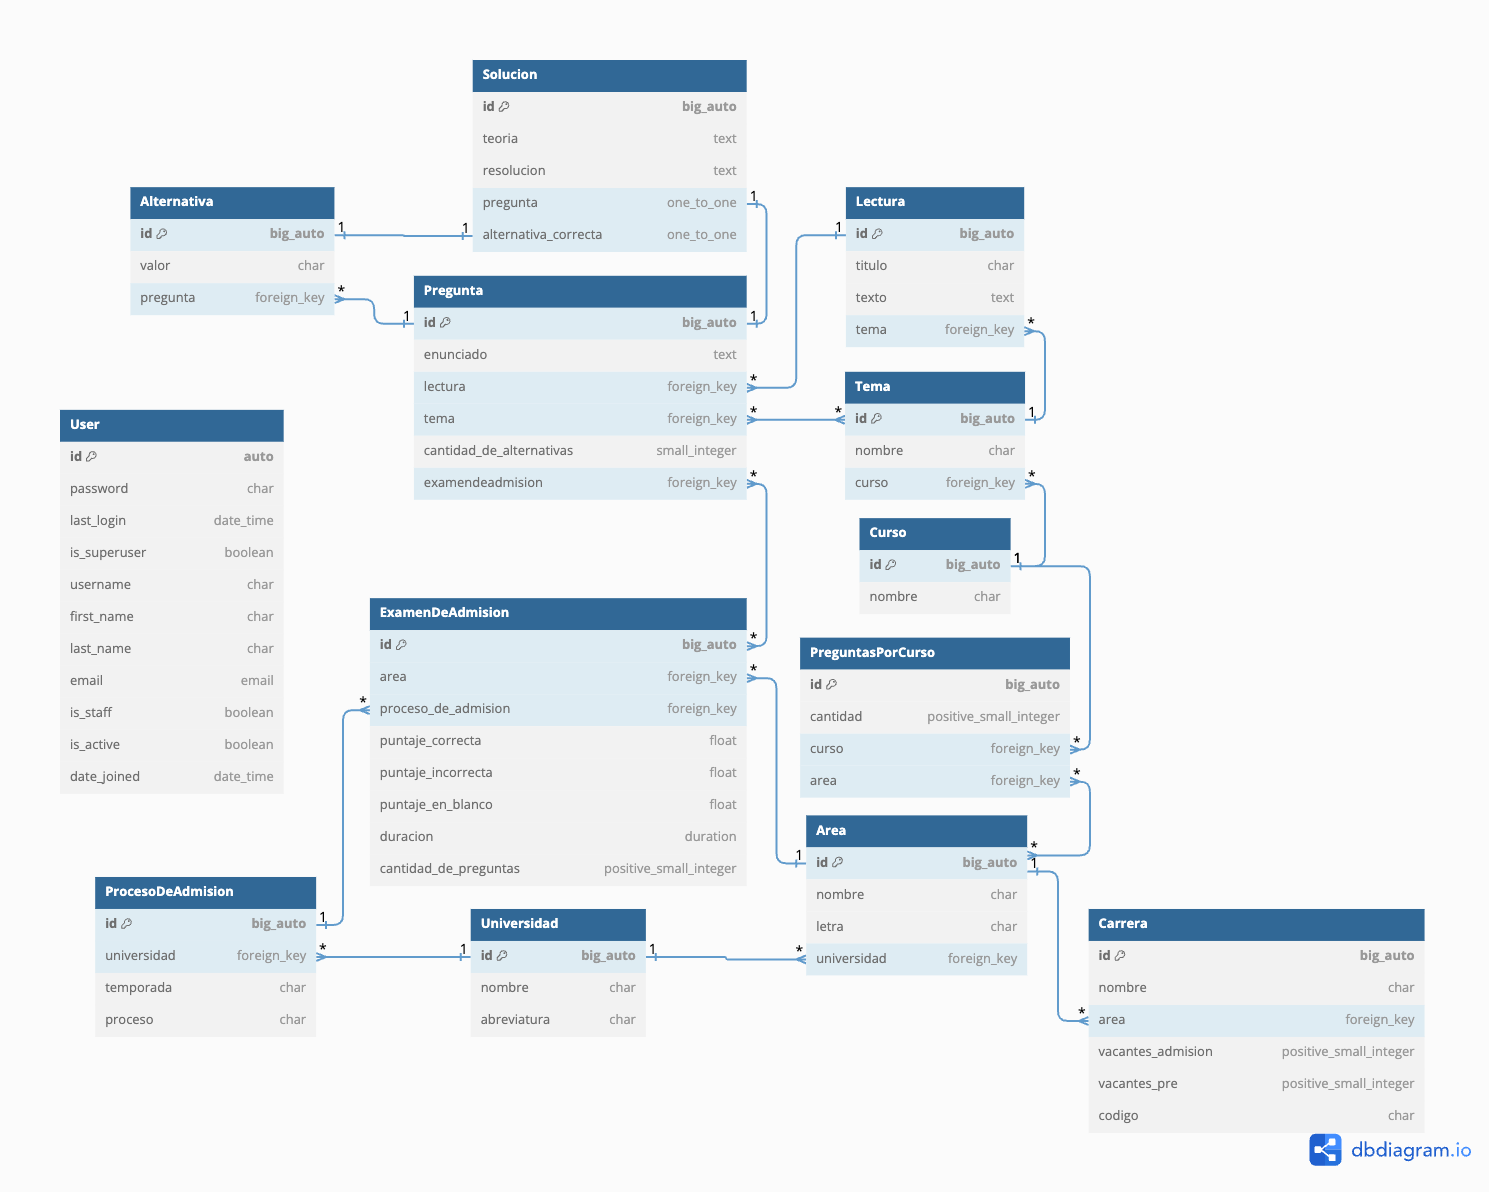 Solucion
id big_auto
teoria text
resolucion text
pregunta one_to_one
alternativa_correcta one_to_one
1
1
1
1
Alternativa
id big_auto
valor char
pregunta foreign_key
*
1
Pregunta
id big_auto
enunciado text
lectura foreign_key
tema foreign_key
cantidad_de_alternativas small_integer
examendeadmision foreign_key
*
*
*
Lectura
id big_auto
titulo char
texto text
tema foreign_key
1
*
Tema
id big_auto
nombre char
curso foreign_key
*
1
*
Curso
id big_auto
nombre char
1
User
id auto
password char
last_login date_time
is_superuser boolean
username char
first_name char
last_name char
email email
is_staff boolean
is_active boolean
date_joined date_time
ExamenDeAdmision
id big_auto
area foreign_key
proceso_de_admision foreign_key
puntaje_correcta float
puntaje_incorrecta float
puntaje_en_blanco float
duracion duration
cantidad_de_preguntas positive_small_integer
*
*
*
PreguntasPorCurso
id big_auto
cantidad positive_small_integer
curso foreign_key
area foreign_key
*
*
Area
id big_auto
nombre char
letra char
universidad foreign_key
1
*
1
*
ProcesoDeAdmision
id big_auto
universidad foreign_key
temporada char
proceso char
1
*
Universidad
id big_auto
nombre char
abreviatura char
1
1
Carrera
id big_auto
nombre char
area foreign_key
vacantes_admision positive_small_integer
vacantes_pre positive_small_integer
codigo char
*
dbdiagram.io